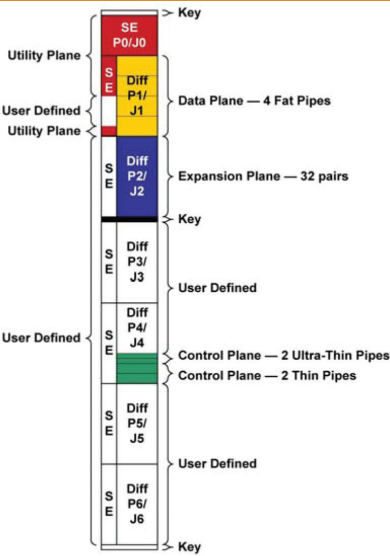 Key
SE
P0/J0
Utility Plane
S
E
Diff
P1/
J1
Data Plane — 4 Fat Pipes
User Defined
Utility Plane
S
E
Diff
P2/
J2
Expansion Plane — 32 pairs
Key
S
E
Diff
P3/
J3
User Defined
User Defined
S
E
Diff
P4/
J4
Control Plane — 2 Ultra-Thin Pipes
Control Plane — 2 Thin Pipes
S
E
Diff
P5/
J5
User Defined
S
E
Diff
P6/
J6
Key